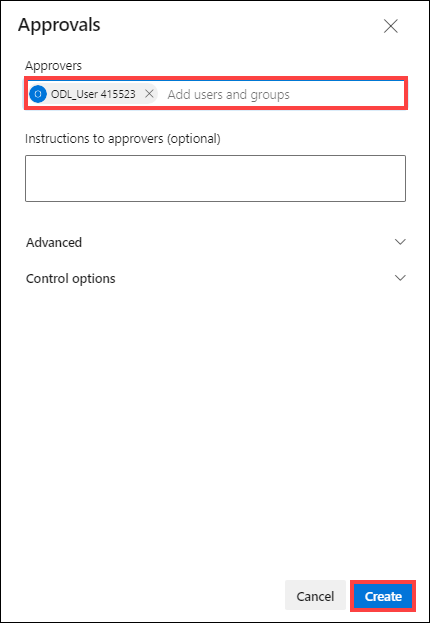 Approvals
Approvers
O ODL_User 415523 Add users and groups
Instructions to approvers (optional)
Advanced
Control options
Cancel Create